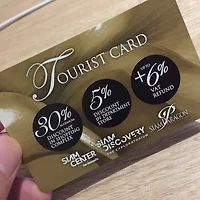 TOURIST CARD
30%
DISCOUNT
IN SHOPPING
COMPLEX
5%
DISCOUNT
IN DEPARTMENT
STORE
UP TO
+6%
VAT
REFUND
SIAM
CENTER
SIAM
DISCOVERY
SIAM PARAGON